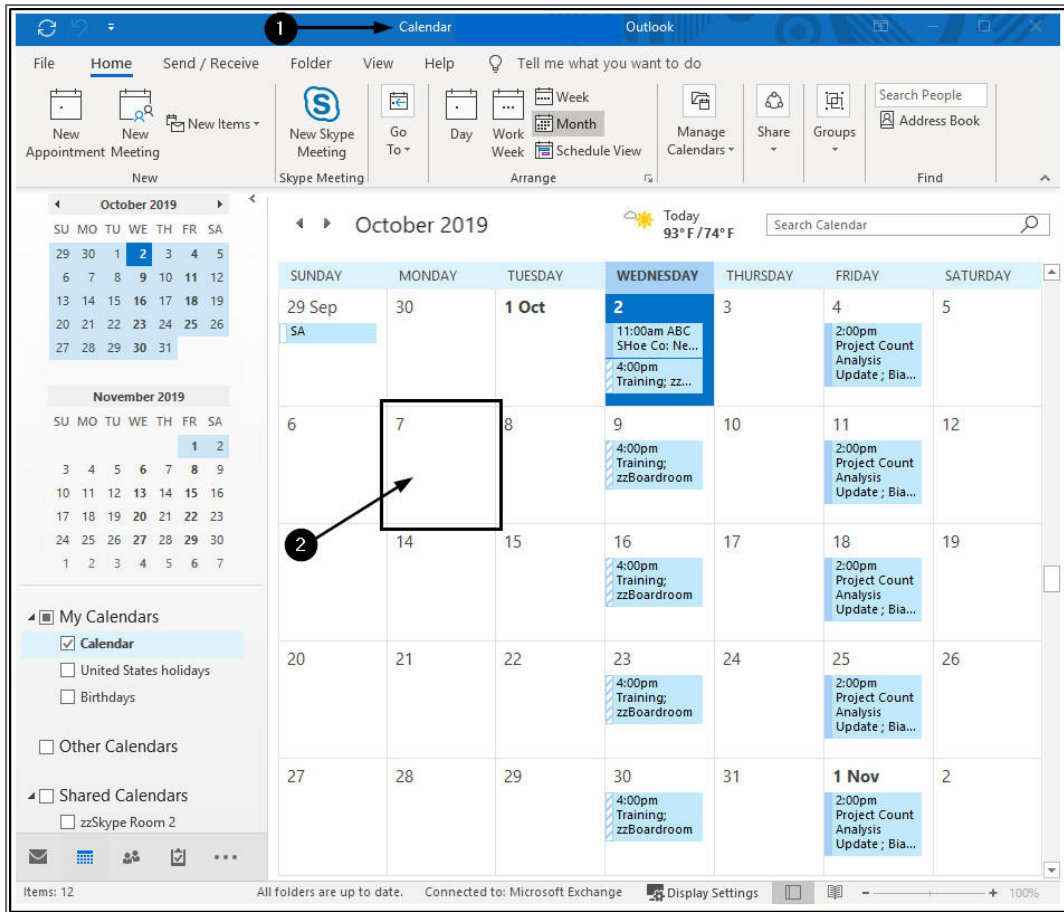 1 Calendar Outlook
File Home Send / Receive Folder View Help Tell me what you want to do
New Appointment
New Meeting
New Items
New
New Skype Meeting
Skype Meeting
Go To
Day
Work Week
Week
Month
Schedule View
Arrange
Manage Calendars
Share
Groups
Search People
Address Book
Find
October 2019
SU MO TU WE TH FR SA
29 30 1 2 3 4 5
6 7 8 9 10 11 12
13 14 15 16 17 18 19
20 21 22 23 24 25 26
27 28 29 30 31
November 2019
SU MO TU WE TH FR SA
1 2
3 4 5 6 7 8 9
10 11 12 13 14 15 16
17 18 19 20 21 22 23
24 25 26 27 28 29 30
1 2 3 4 5 6 7
My Calendars
Calendar
United States holidays
Birthdays
Other Calendars
Shared Calendars
zzSkype Room 2
October 2019
Today
93° F / 74° F
Search Calendar
SUNDAY MONDAY TUESDAY WEDNESDAY THURSDAY FRIDAY SATURDAY
29 Sep 30 1 Oct 2 3 4 5
SA
11:00am ABC
SHoe Co: Ne...
4:00pm
Training; zz...
2:00pm
Project Count
Analysis
Update ; Bia...
6 7 8 9 10 11 12
4:00pm
Training;
zzBoardroom
2:00pm
Project Count
Analysis
Update ; Bia...
2
14 15 16 17 18 19
4:00pm
Training;
zzBoardroom
2:00pm
Project Count
Analysis
Update ; Bia...
20 21 22 23 24 25 26
4:00pm
Training;
zzBoardroom
2:00pm
Project Count
Analysis
Update ; Bia...
27 28 29 30 31 1 Nov 2
4:00pm
Training;
zzBoardroom
2:00pm
Project Count
Analysis
Update ; Bia...
Items: 12 All folders are up to date. Connected to: Microsoft Exchange Display Settings - + 100%